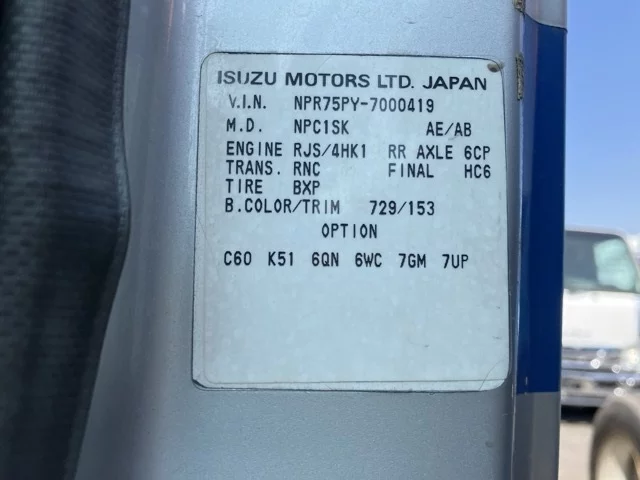 ISUZU MOTORS LTD. JAPAN
V.I.N. NPR75PY-7000419
M.D. NPC1SK AE/AB
ENGINE RJS/4HK1 RR AXLE 6CP
TRANS. RNC FINAL HC6
TIRE BXP
B.COLOR/TRIM 729/153
OPTION
C60 K51 6QN 6WC 7GM 7UP